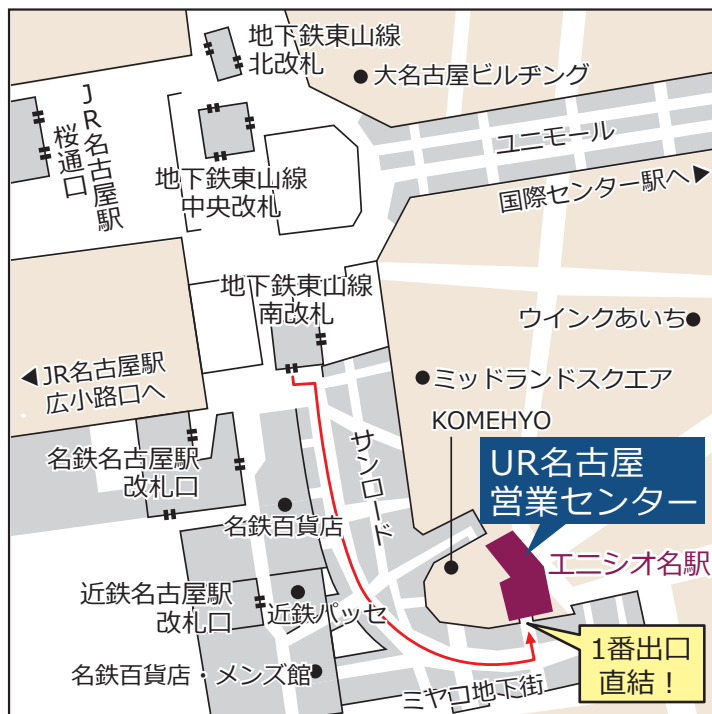 地下鉄東山線
北改札
大名古屋ビルヂング
JR名古屋駅
桜通口
ユニモール
地下鉄東山線
中央改札
国際センター駅へ▶
地下鉄東山線
南改札
ウインクあいち
◀JR名古屋駅
広小路口へ
ミッドランドスクエア
KOMEHYO
サンロード
名鉄名古屋駅
改札口
UR名古屋
営業センター
名鉄百貨店
エニシオ名駅
近鉄名古屋駅
改札口
近鉄パッセ
1番出口
直結！
名鉄百貨店・メンズ館
ミヤコ地下街